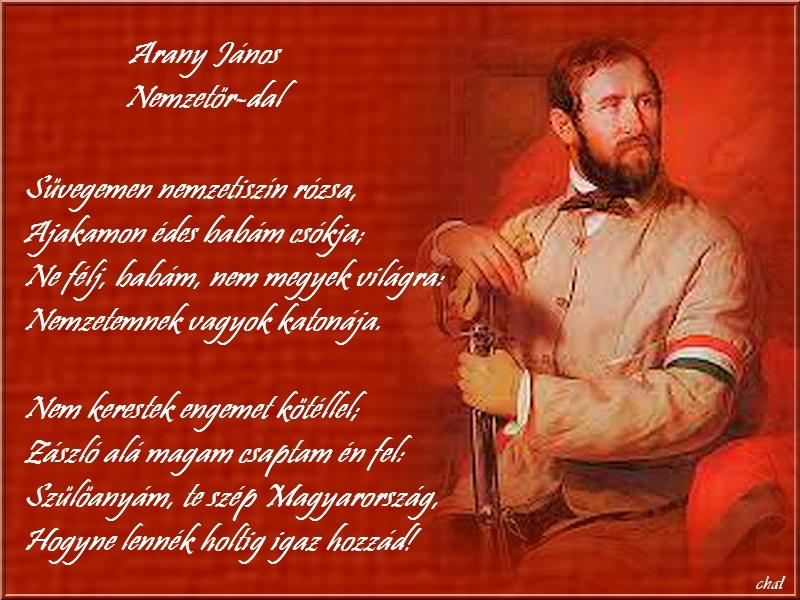 Arany János
Nemzetőr-dal
Süvegemen nemzetiszín rózsa,
Ajakamon édes babám csókja;
Ne félj, babám, nem megyek világra:
Nemzetemnek vagyok katonája.
Nem kerestek engemet kötéllel;
Zászló alá magam csaptam én fel:
Szülőanyám, te szép Magyarország,
Hogyne lennék holtig igaz hozzád!
chal